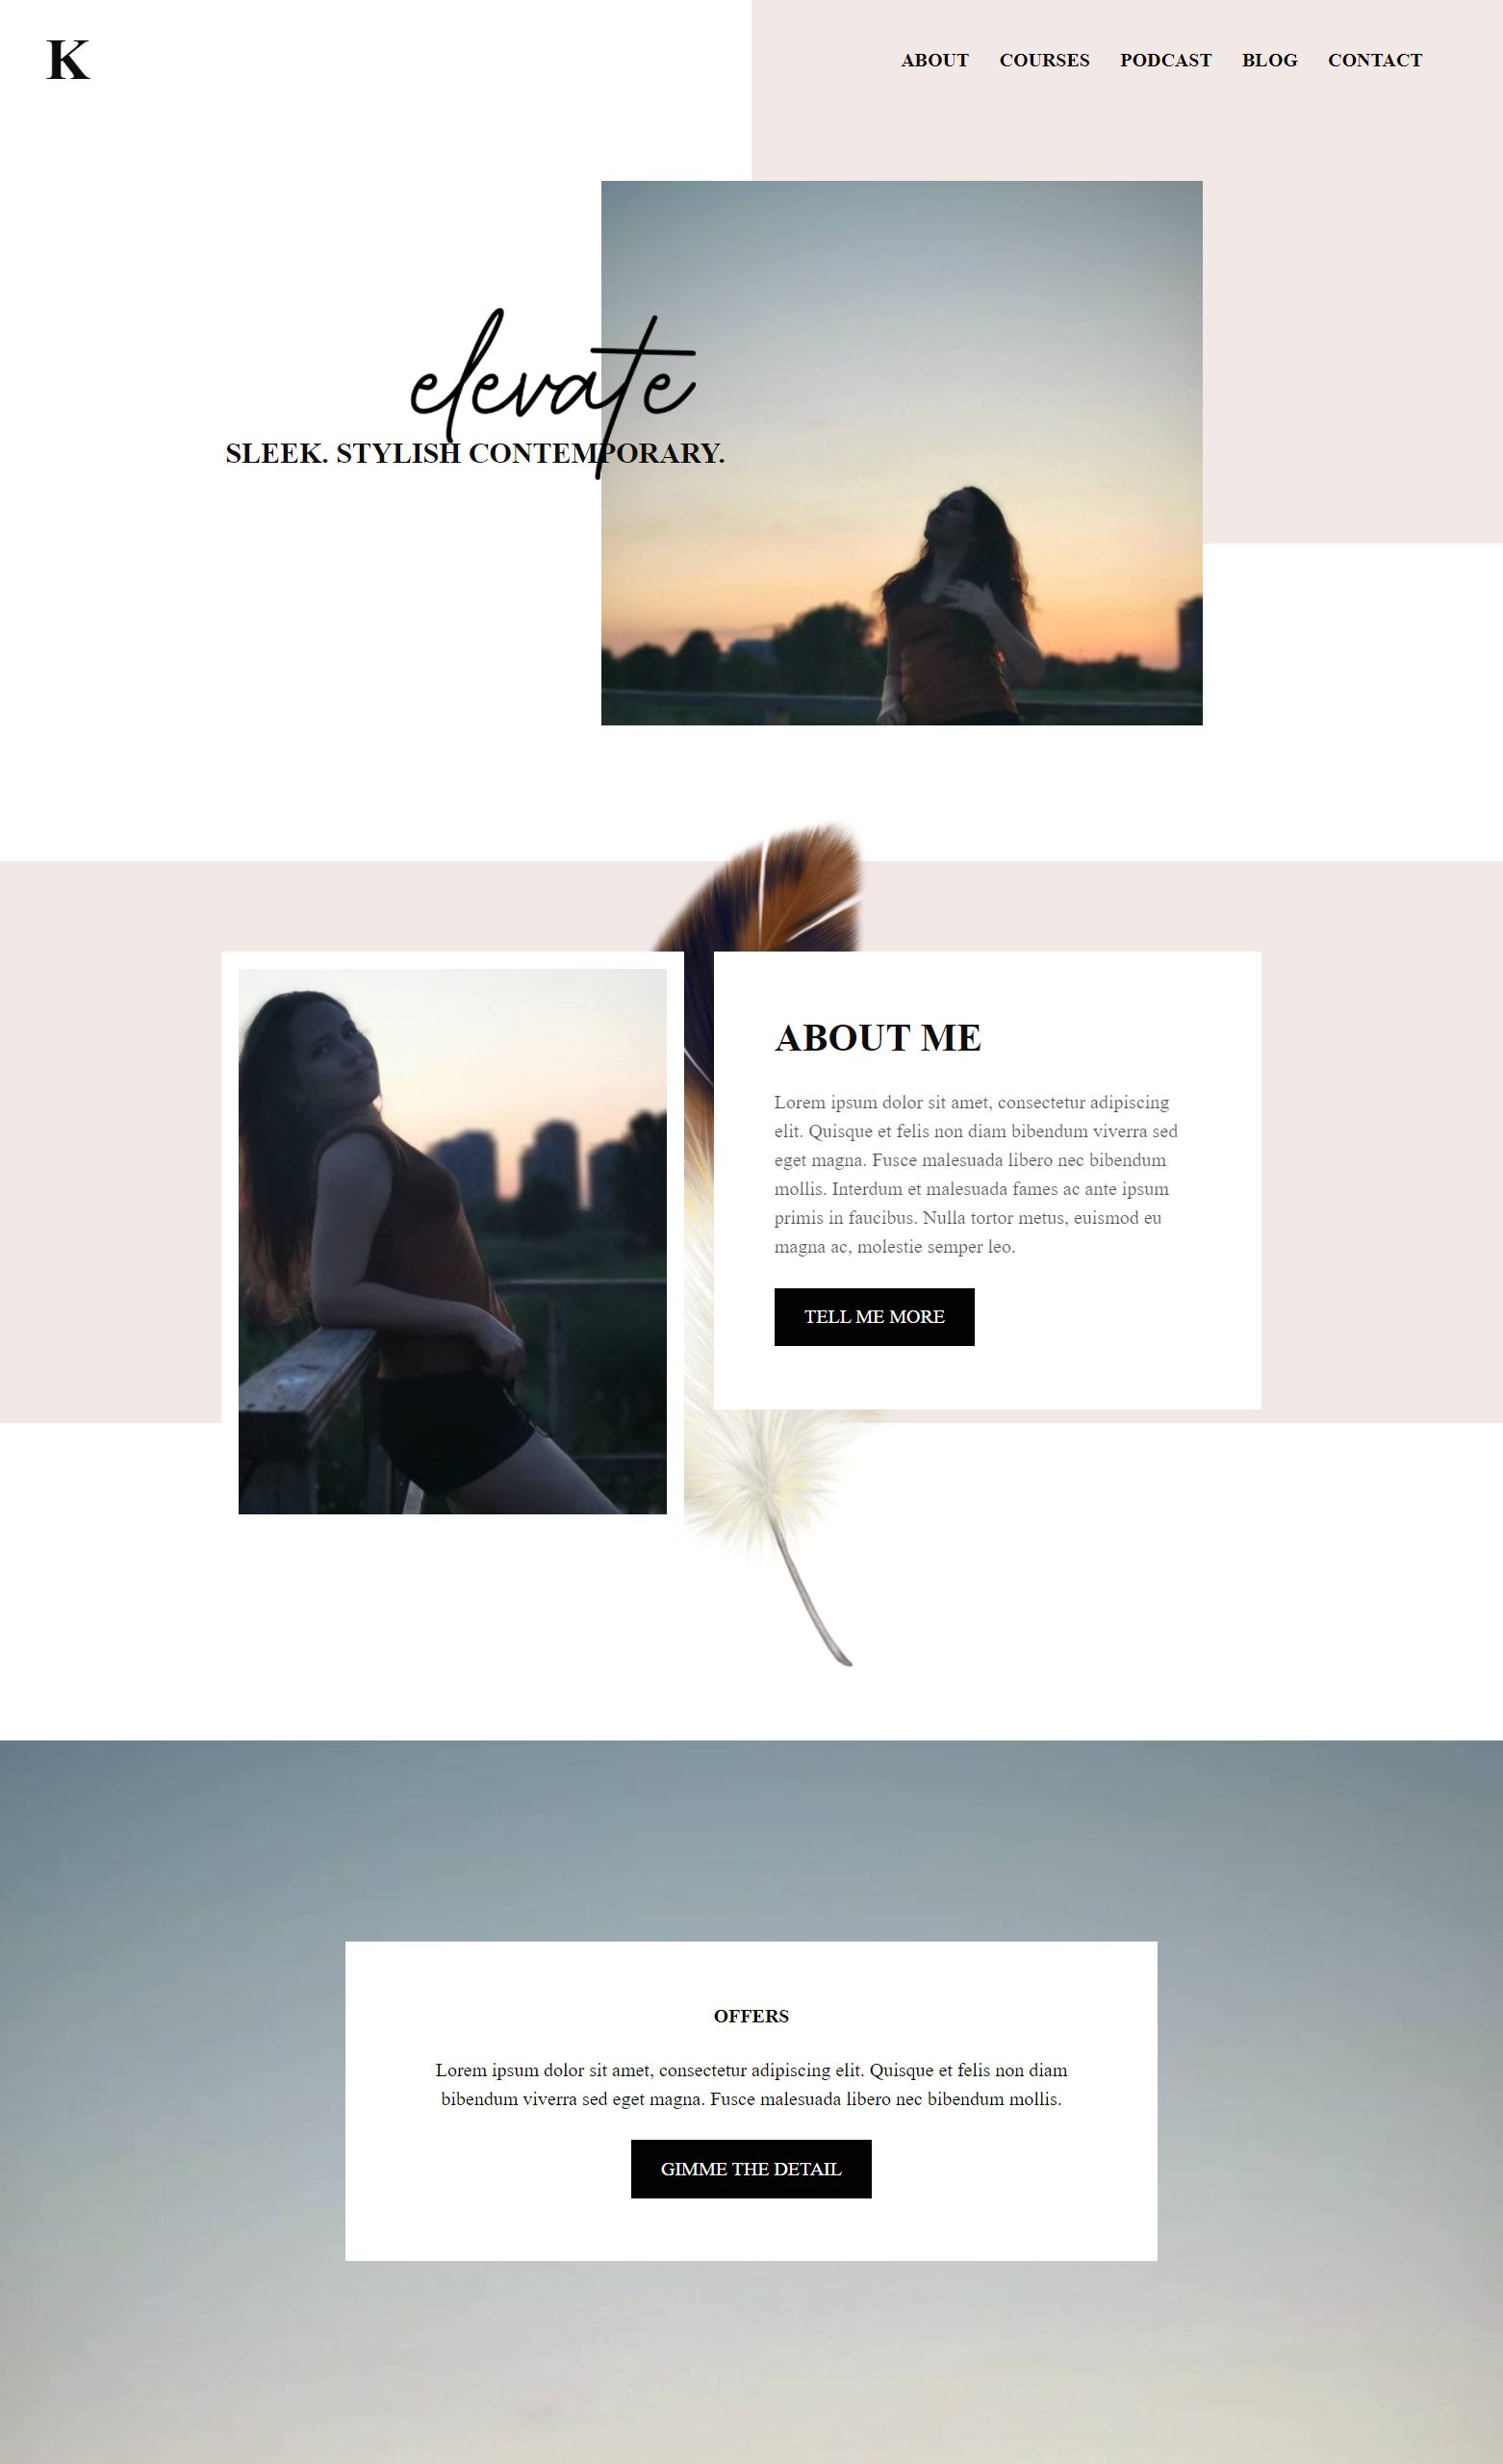 K
ABOUT COURSES PODCAST BLOG CONTACT
elevate
SLEEK. STYLISH CONTEMPORARY.
ABOUT ME
Lorem ipsum dolor sit amet, consectetur adipiscing
elit. Quisque et felis non diam bibendum viverra sed
eget magna. Fusce malesuada libero nec bibendum
mollis. Interdum et malesuada fames ac ante ipsum
primis in faucibus. Nulla tortor metus, euismod eu
magna ac, molestie semper leo.
TELL ME MORE
OFFERS
Lorem ipsum dolor sit amet, consectetur adipiscing elit. Quisque et felis non diam
bibendum viverra sed eget magna. Fusce malesuada libero nec bibendum mollis.
GIMME THE DETAIL